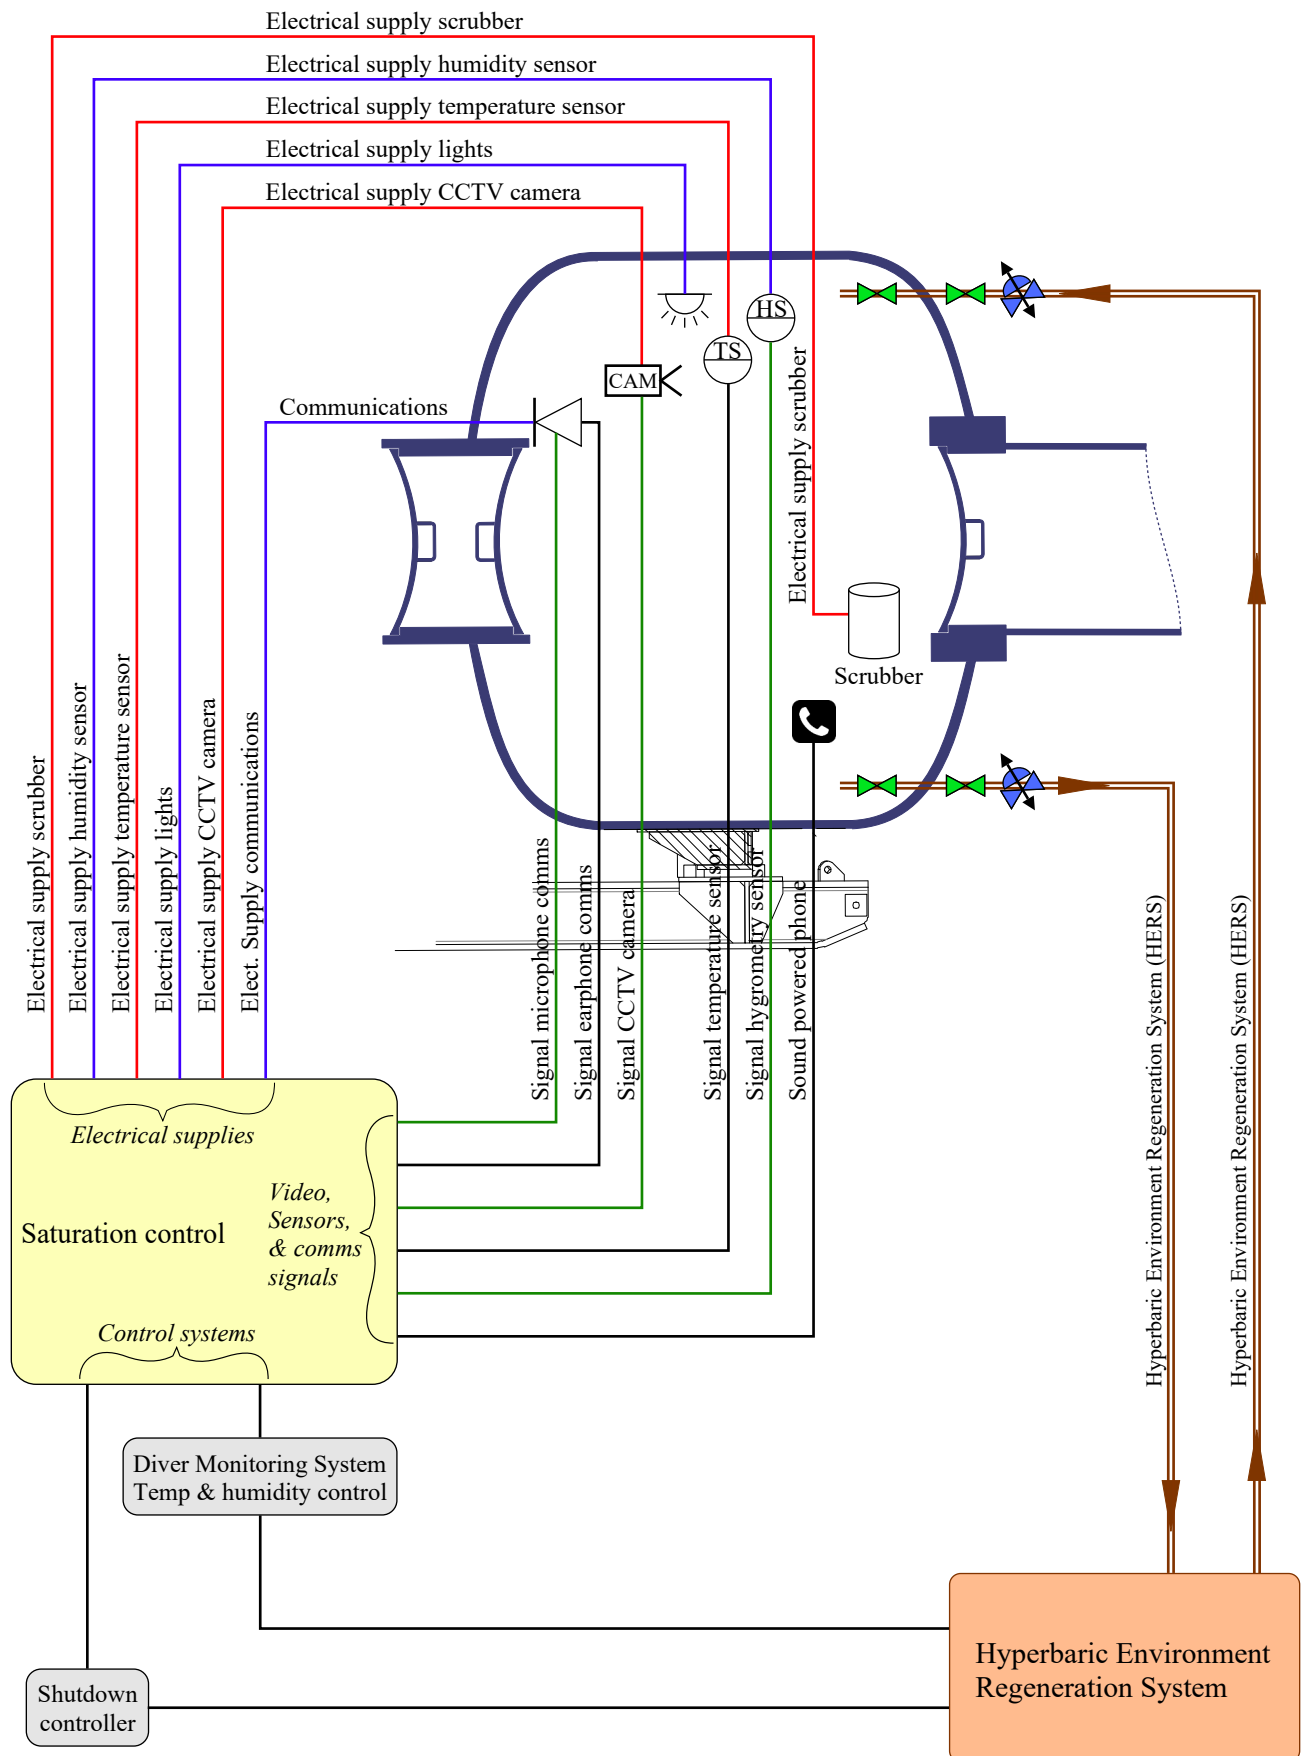 Electrical supply scrubber
Electrical supply humidity sensor
Electrical supply temperature sensor
Electrical supply lights
Electrical supply CCTV camera
HS
TS
CAM
Communications
Electrical supply scrubber
Scrubber
Electrical supply scrubber
Electrical supply humidity sensor
Electrical supply temperature sensor
Electrical supply lights
Electrical supply CCTV camera
Elect. Supply communications
Signal microphone comms
Signal earphone comms
Signal CCTV camera
Signal temperature sensor
Signal hygrometry sensor
Sound powered phone
Hyperbaric Environment Regeneration System (HERS)
Hyperbaric Environment Regeneration System (HERS)
Electrical supplies
Video,
Sensors,
& comms
signals
Saturation control
Control systems
Diver Monitoring System
Temp & humidity control
Hyperbaric Environment
Regeneration System
Shutdown
controller